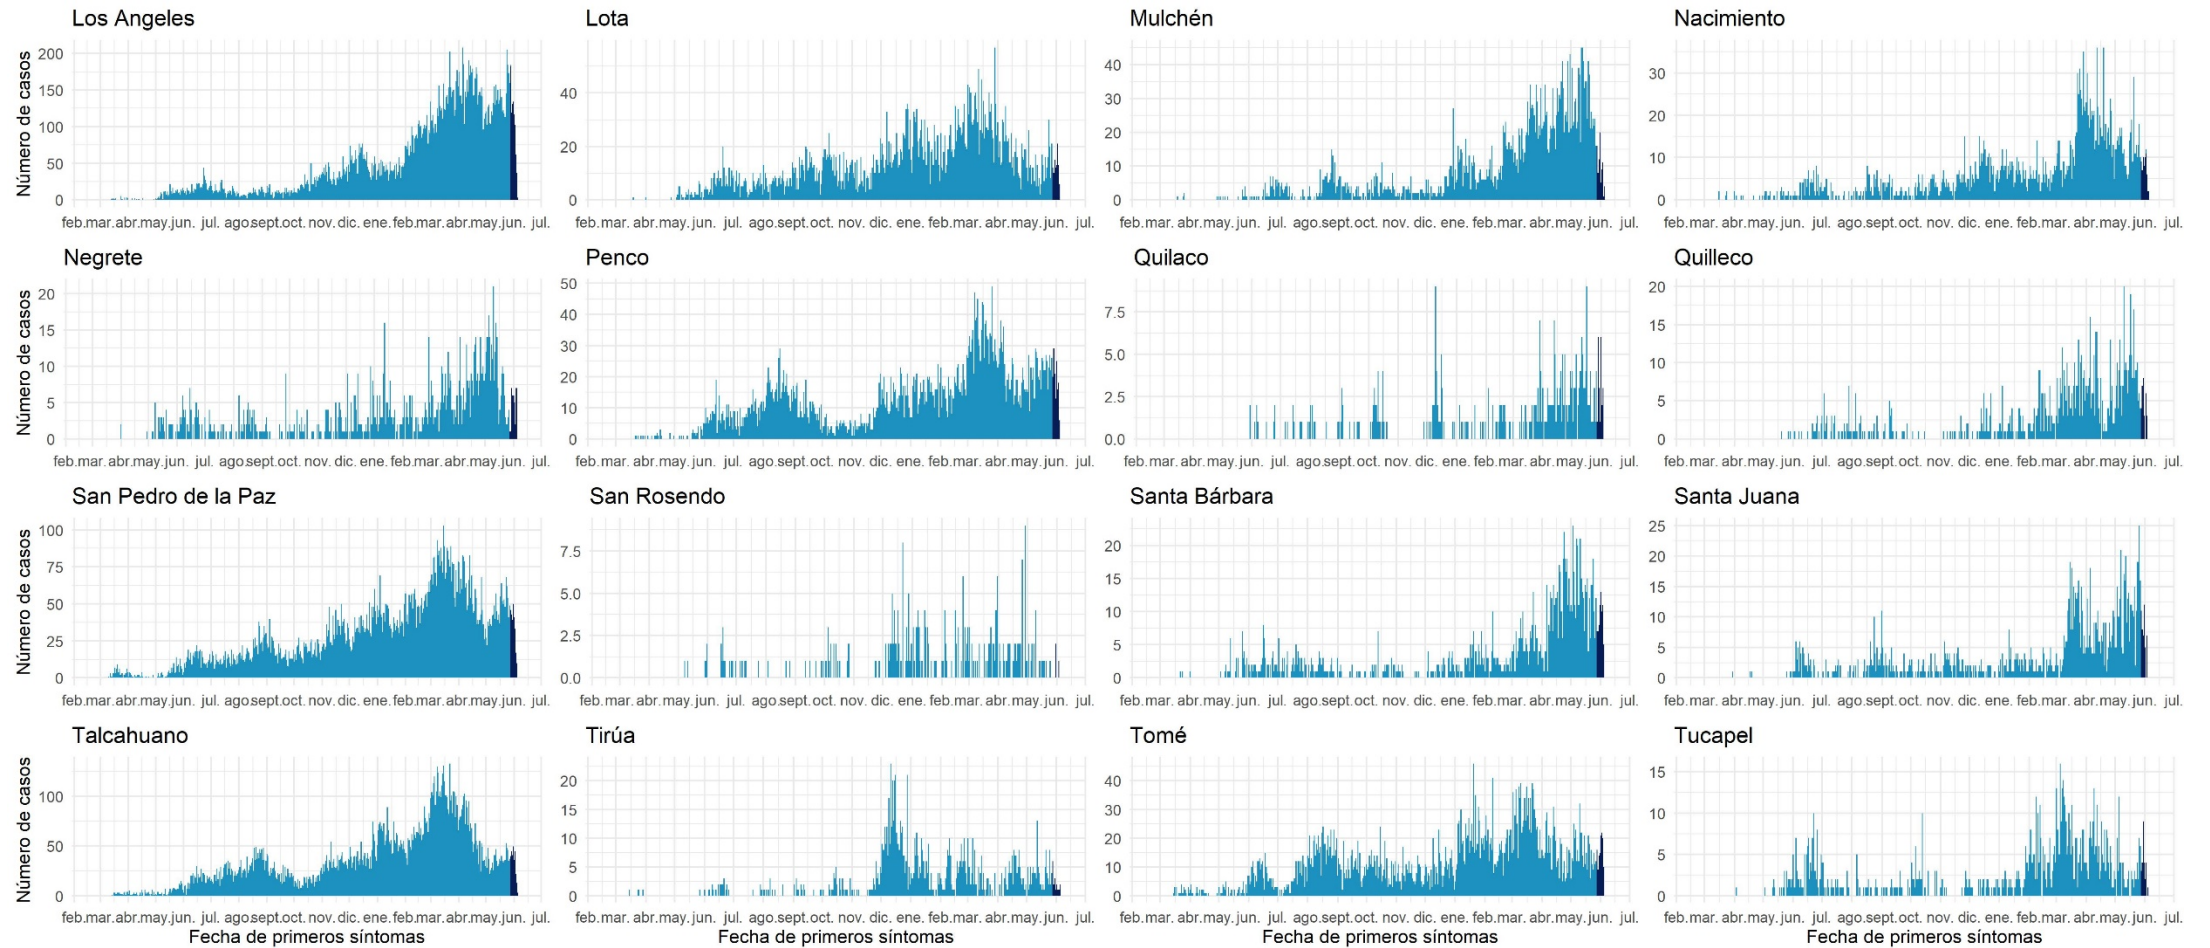 Los Angeles Lota Mulchén Nacimiento
Número de casos
200
150
100
50
0
40
20
0
40
30
20
10
0
30
20
10
0
feb.mar. abr.may.jun. jul. ago.sept.oct. nov. dic. ene. feb.mar. abr.may. jun. jul.
feb.mar. abr.may. jun. jul. ago.sept.oct. nov. dic. ene. feb.mar. abr.may. jun. jul.
feb.mar. abr.may. jun. jul. ago.sept.oct. nov. dic. ene. feb.mar. abr.may. jun. jul.
feb.mar. abr.may. jun. jul. ago.sept.oct. nov. dic. ene. feb.mar. abr.may.jun. jul.
Negrete Penco Quilaco Quilleco
Número de casos
20
15
10
5
0
50
40
30
20
10
0
7.5
5.0
2.5
0.0
20
15
10
5
0
feb.mar. abr.may.jun. jul. ago.sept.oct. nov. dic. ene. feb.mar. abr.may. jun. jul.
feb.mar. abr.may. jun. jul. ago.sept.oct. nov. dic. ene. feb.mar. abr.may. jun. jul.
feb.mar. abr.may. jun. jul. ago.sept.oct. nov. dic. ene. feb.mar. abr.may. jun. jul.
feb.mar. abr.may. jun. jul. ago.sept.oct. nov. dic. ene. feb.mar. abr.may.jun. jul.
San Pedro de la Paz San Rosendo Santa Bárbara Santa Juana
Número de casos
100
75
50
25
0
7.5
5.0
2.5
0.0
20
15
10
5
0
25
20
15
10
5
0
feb.mar. abr.may.jun. jul. ago.sept.oct. nov. dic. ene. feb.mar. abr.may. jun. jul.
feb.mar. abr.may. jun. jul. ago.sept.oct. nov. dic. ene. feb.mar. abr.may. jun. jul.
feb.mar. abr.may. jun. jul. ago.sept.oct. nov. dic. ene. feb.mar. abr.may. jun. jul.
feb.mar. abr.may. jun. jul. ago.sept.oct. nov. dic. ene. feb.mar. abr.may.jun. jul.
Talcahuano Tirúa Tomé Tucapel
Número de casos
100
50
0
20
15
10
5
0
40
30
20
10
0
15
10
5
0
feb.mar. abr.may.jun. jul. ago.sept.oct. nov. dic. ene. feb.mar. abr.may. jun. jul.
feb.mar. abr.may. jun. jul. ago.sept.oct. nov. dic. ene. feb.mar. abr.may. jun. jul.
feb.mar. abr.may. jun. jul. ago.sept.oct. nov. dic. ene. feb.mar. abr.may. jun. jul.
feb.mar. abr.may. jun. jul. ago.sept.oct. nov. dic. ene. feb.mar. abr.may.jun. jul.
Fecha de primeros síntomas Fecha de primeros síntomas Fecha de primeros síntomas Fecha de primeros síntomas